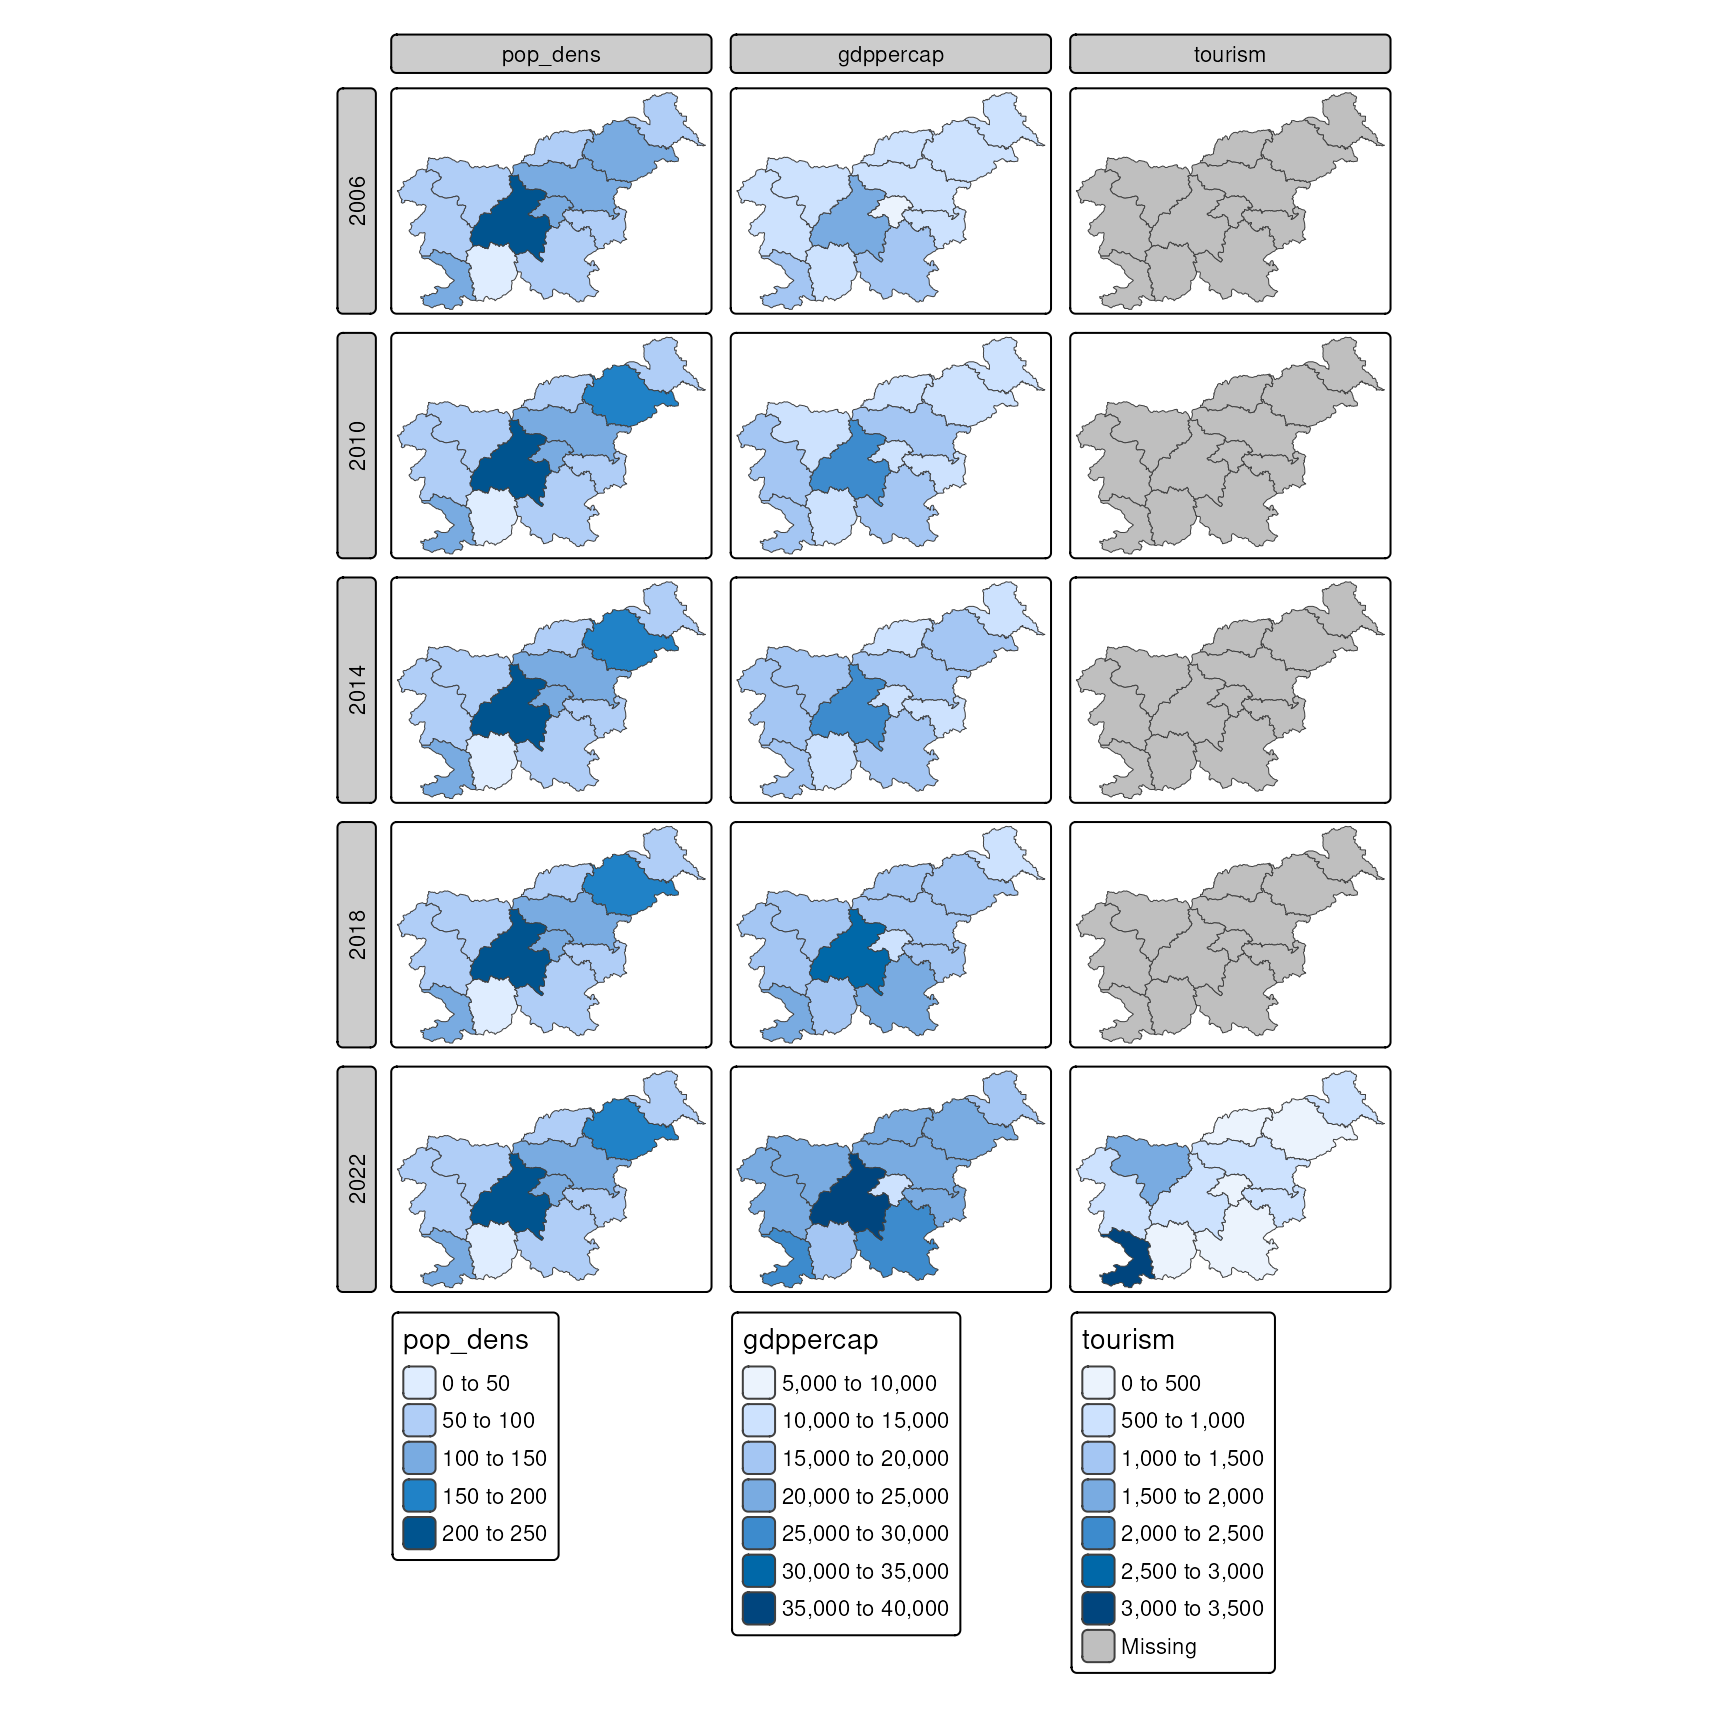 pop_dens
gdppercap
tourism
2006
2010
2014
2018
2022
pop_dens
0 to 50
50 to 100
100 to 150
150 to 200
200 to 250
gdppercap
5,000 to 10,000
10,000 to 15,000
15,000 to 20,000
20,000 to 25,000
25,000 to 30,000
30,000 to 35,000
35,000 to 40,000
tourism
0 to 500
500 to 1,000
1,000 to 1,500
1,500 to 2,000
2,000 to 2,500
2,500 to 3,000
3,000 to 3,500
Missing